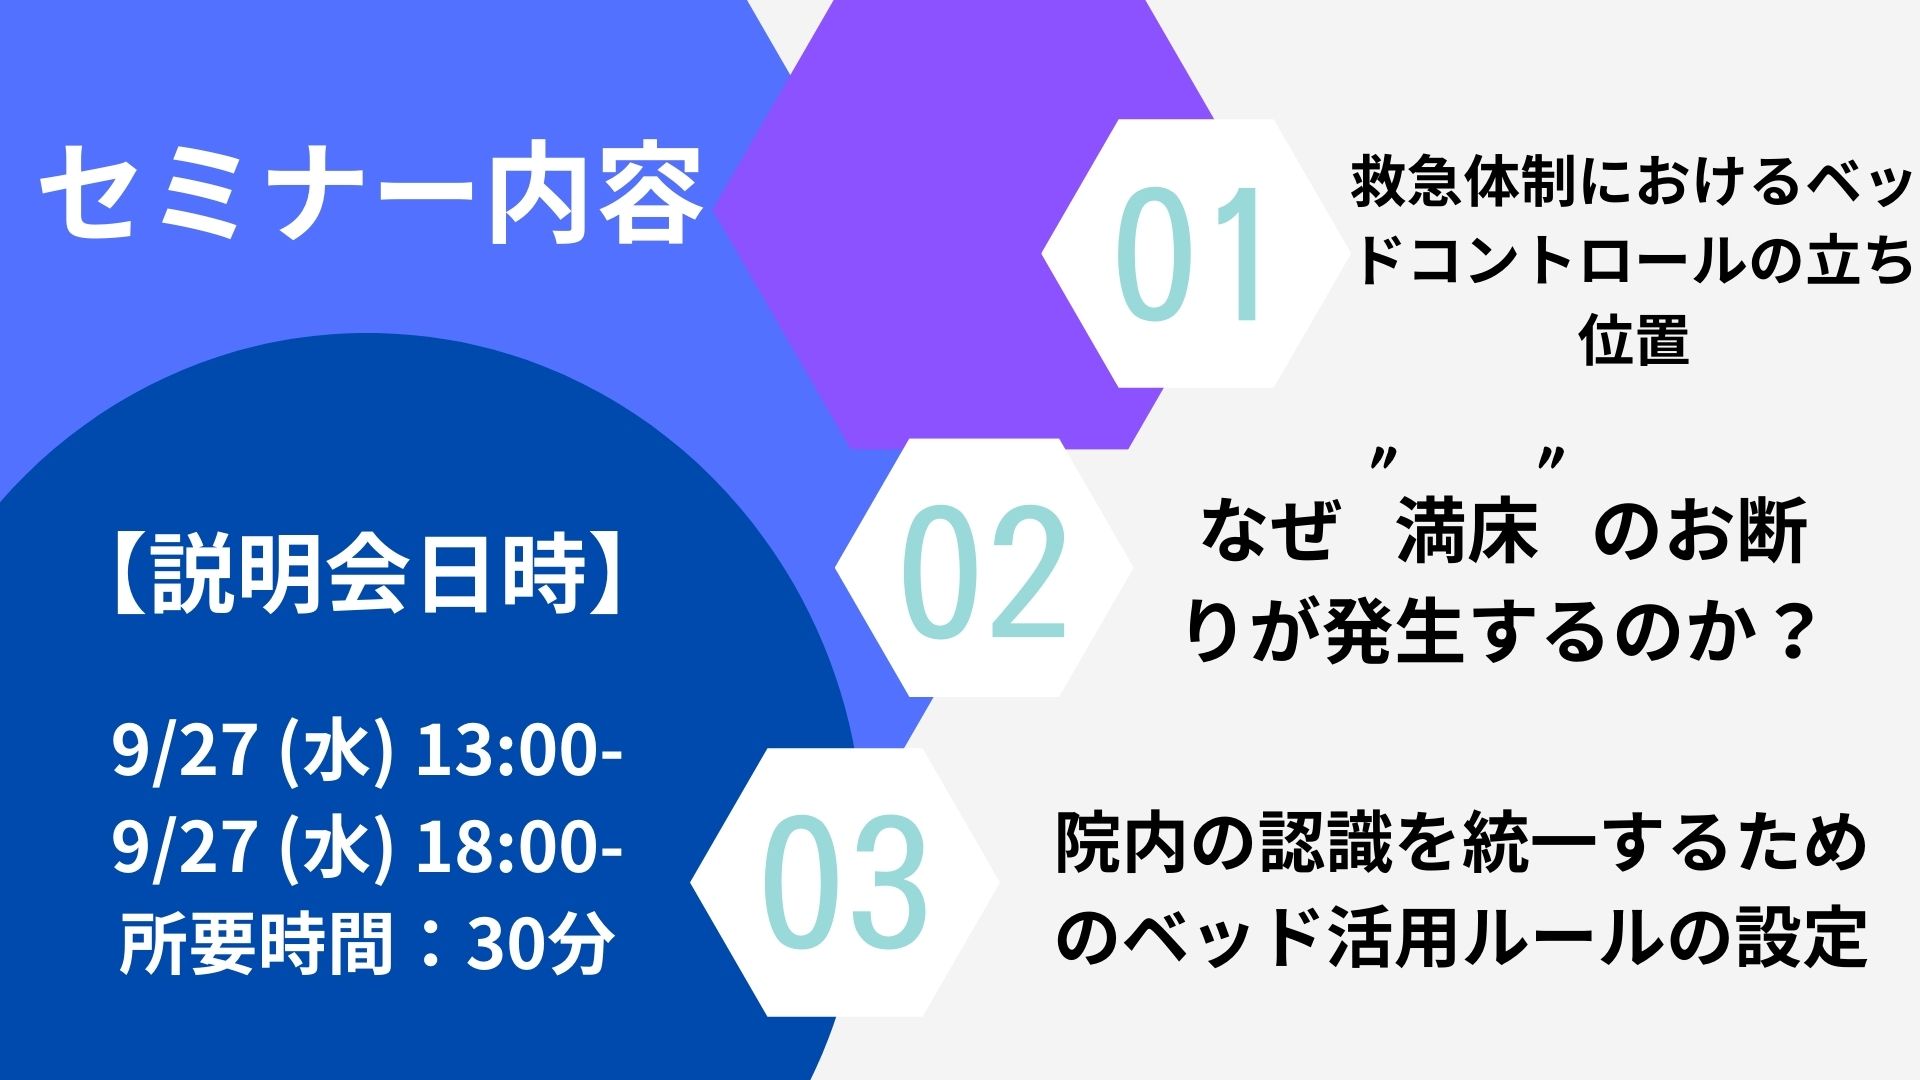 セミナー内容
【説明会日時】
9/27 (水) 13:00-
9/27 (水) 18:00-
所要時間：30分
01
救急体制におけるベッ
ドコントロールの立ち
位置
02
なぜ〃満床〃のお断
りが発生するのか？
03
院内の認識を統一するため
のベッド活用ルールの設定